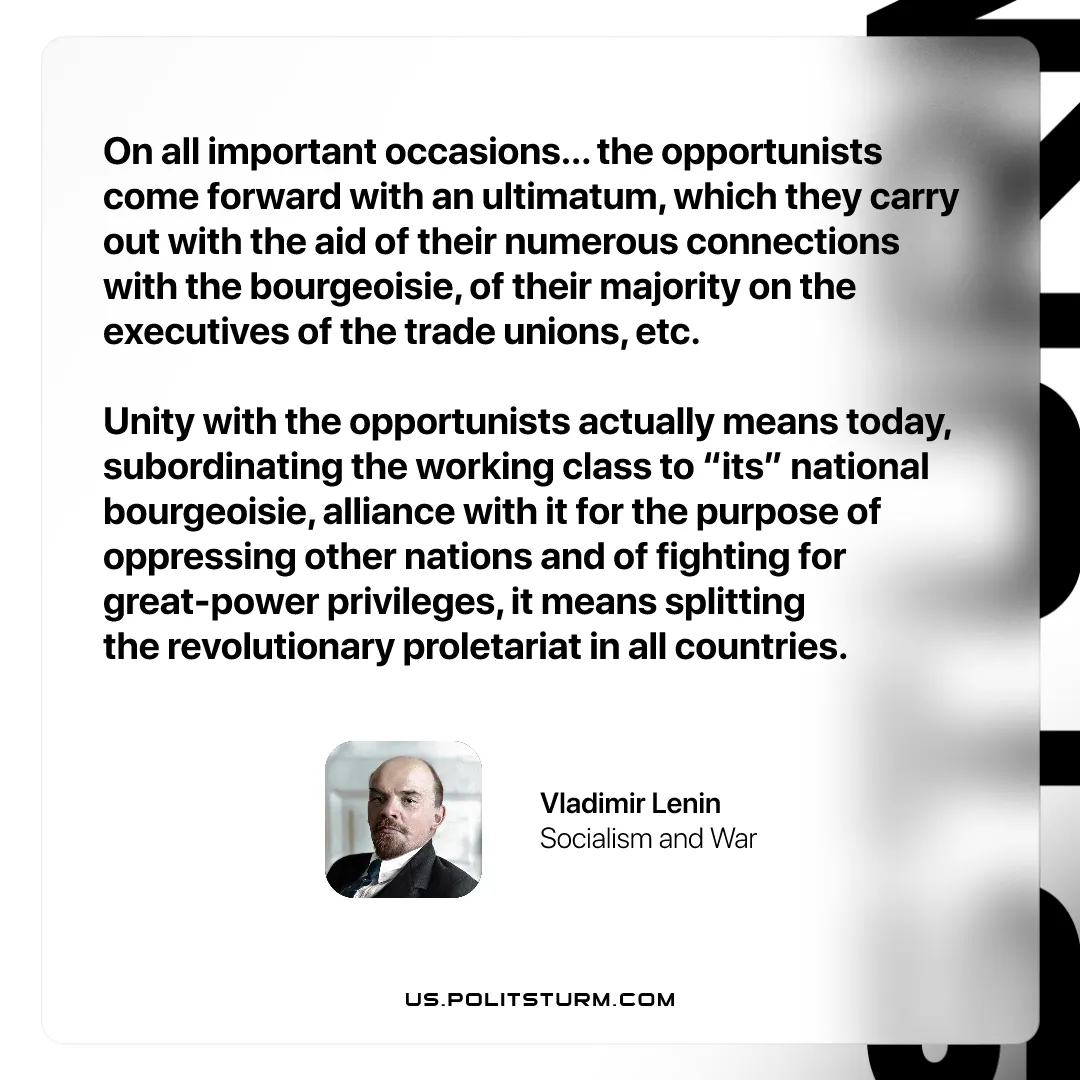 On all important occasions... the opportunists
come forward with an ultimatum, which they carry
out with the aid of their numerous connections
with the bourgeoisie, of their majority on the
executives of the trade unions, etc.
Unity with the opportunists actually means today,
subordinating the working class to “its” national
bourgeoisie, alliance with it for the purpose of
oppressing other nations and of fighting for
great-power privileges, it means splitting
the revolutionary proletariat in all countries.
Vladimir Lenin
Socialism and War
US.POLITSTURM.COM